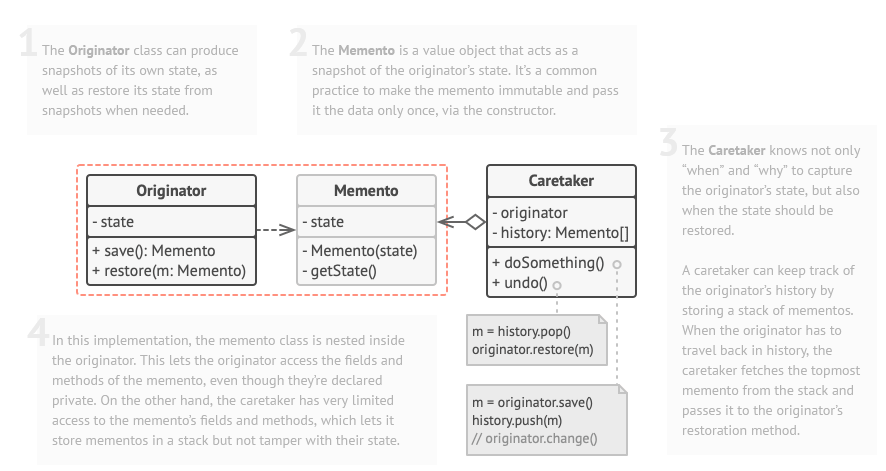 1
The Originator class can produce
snapshots of its own state, as
well as restore its state from
snapshots when needed.
2
The Memento is a value object that acts as a
snapshot of the originator's state. It's a common
practice to make the memento immutable and pass
it the data only once, via the constructor.
3
The Caretaker knows not only
“when” and “why” to capture
the originator's state, but also
when the state should be
restored.
A caretaker can keep track of
the originator's history by
storing a stack of mementos.
When the originator has to
travel back in history, the
caretaker fetches the topmost
memento from the stack and
passes it to the originator's
restoration method.
Originator
- state
+ save(): Memento
+ restore(m: Memento)
Memento
- state
- Memento(state)
- getState()
Caretaker
- originator
- history: Memento[]
+ doSomething()
+ undo()
m = history.pop()
originator.restore(m)
m = originator.save()
history.push(m)
// originator.change()
4
In this implementation, the memento class is nested inside
the originator. This lets the originator access the fields and
methods of the memento, even though they're declared
private. On the other hand, the caretaker has very limited
access to the memento's fields and methods, which lets it
store mementos in a stack but not tamper with their state.